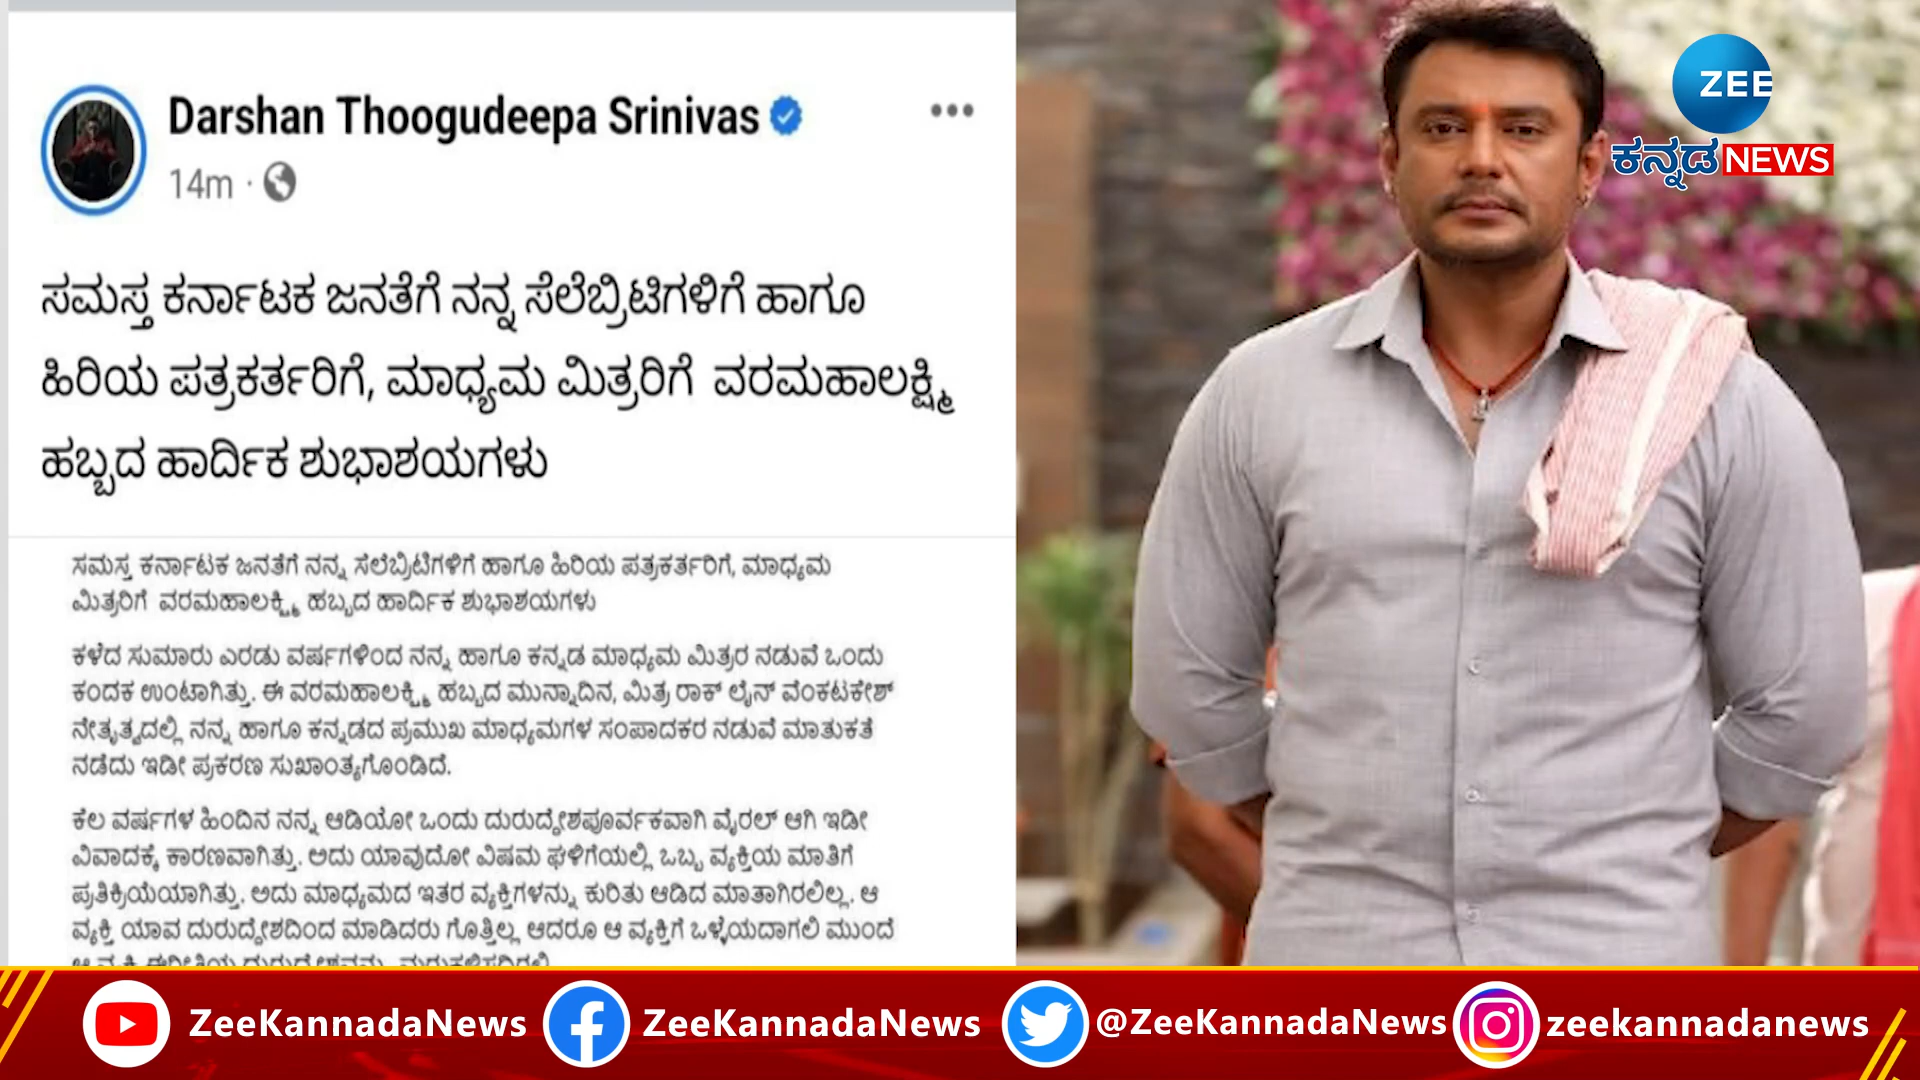 Darshan Thoogudeepa Srinivas
14m ·
ಸಮಸ್ತ ಕರ್ನಾಟಕ ಜನತೆಗೆ ನನ್ನ ಸೆಲೆಬ್ರಿಟಿಗಳಿಗೆ ಹಾಗೂ
ಹಿರಿಯ ಪತ್ರಕರ್ತರಿಗೆ, ಮಾಧ್ಯಮ ಮಿತ್ರರಿಗೆ ವರಮಹಾಲಕ್ಷ್ಮಿ
ಹಬ್ಬದ ಹಾರ್ದಿಕ ಶುಭಾಶಯಗಳು
ಸಮಸ್ತ ಕರ್ನಾಟಕ ಜನತೆಗೆ ನನ್ನ ಸೆಲೆಬ್ರಿಟಿಗಳಿಗೆ ಹಾಗೂ ಹಿರಿಯ ಪತ್ರಕರ್ತರಿಗೆ, ಮಾಧ್ಯಮ
ಮಿತ್ರರಿಗೆ ವರಮಹಾಲಕ್ಷ್ಮಿ ಹಬ್ಬದ ಹಾರ್ದಿಕ ಶುಭಾಶಯಗಳು
ಕಳೆದ ಸುಮಾರು ಎರಡು ವರ್ಷಗಳಿಂದ ನನ್ನ ಹಾಗೂ ಕನ್ನಡ ಮಾಧ್ಯಮ ಮಿತ್ರರ ನಡುವೆ ಒಂದು
ಕಂದಕ ಉಂಟಾಗಿತ್ತು. ಈ ವರಮಹಾಲಕ್ಷ್ಮಿ ಹಬ್ಬದ ಮುನ್ನಾದಿನ, ಮಿತ್ರ ರಾಕ್ ಲೈನ್ ವೆಂಕಟಕೇಶ್
ನೇತೃತ್ವದಲ್ಲಿ ನನ್ನ ಹಾಗೂ ಕನ್ನಡದ ಪ್ರಮುಖ ಮಾಧ್ಯಮಗಳ ಸಂಪಾದಕರ ನಡುವೆ ಮಾತುಕತೆ
ನಡೆದು ಇಡೀ ಪ್ರಕರಣ ಸುಖಾಂತ್ಯಗೊಂಡಿದೆ.
ಕೆಲ ವರ್ಷಗಳ ಹಿಂದಿನ ನನ್ನ ಆಡಿಯೋ ಒಂದು ದುರುದ್ದೇಶಪೂರ್ವಕವಾಗಿ ವೈರಲ್ ಆಗಿ ಇಡೀ
ವಿವಾದಕ್ಕೆ ಕಾರಣವಾಗಿತ್ತು. ಅದು ಯಾವುದೋ ವಿಷಮ ಘಳಿಗೆಯಲ್ಲಿ ಒಬ್ಬ ವ್ಯಕ್ತಿಯ ಮಾತಿಗೆ
ಪ್ರತಿಕ್ರಿಯೆಯಾಗಿತ್ತು. ಅದು ಮಾಧ್ಯಮದ ಇತರ ವ್ಯಕ್ತಿಗಳನ್ನು ಕುರಿತು ಆಡಿದ ಮಾತಾಗಿರಲಿಲ್ಲ. ಆ
ವ್ಯಕ್ತಿ ಯಾವ ದುರುದ್ದೇಶದಿಂದ ಮಾಡಿದರು ಗೊತ್ತಿಲ್ಲ ಆದರೂ ಆ ವ್ಯಕ್ತಿಗೆ ಒಳ್ಳೆಯದಾಗಲಿ ಮುಂದೆ
ZEE
ಕನ್ನಡ NEWS
ZeeKannadaNews
ZeeKannadaNews
@ZeeKannadaNews
zeekannadanews